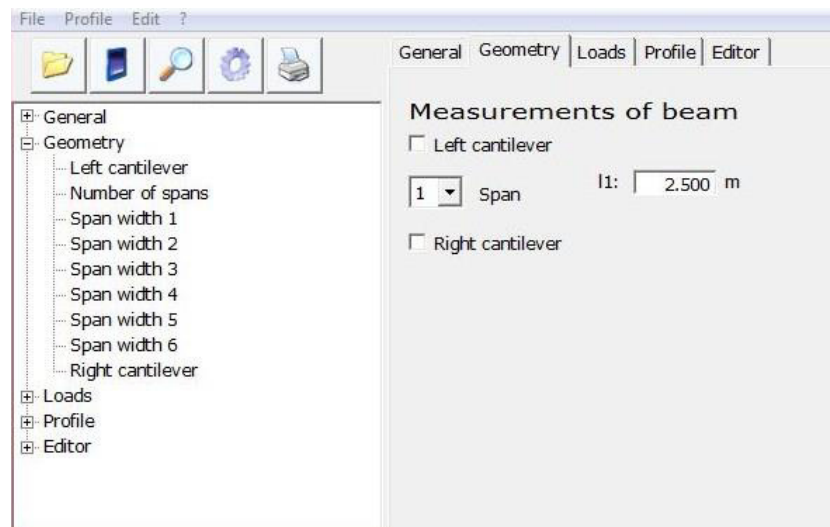 File Profile Edit ?
General Geometry Loads Profile Editor
General
Geometry
Left cantilever
Number of spans
Span width 1
Span width 2
Span width 3
Span width 4
Span width 5
Span width 6
Right cantilever
Loads
Profile
Editor
Measurements of beam
Left cantilever
1 Span l1: 2.500 m
Right cantilever